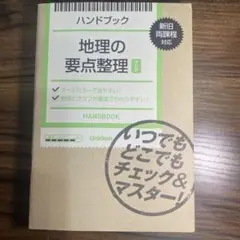 ハンドブック
新旧
両課程
対応
地理の
要点整理
HANDBOOK
いつでも
どこでも
チェック&
マスター!